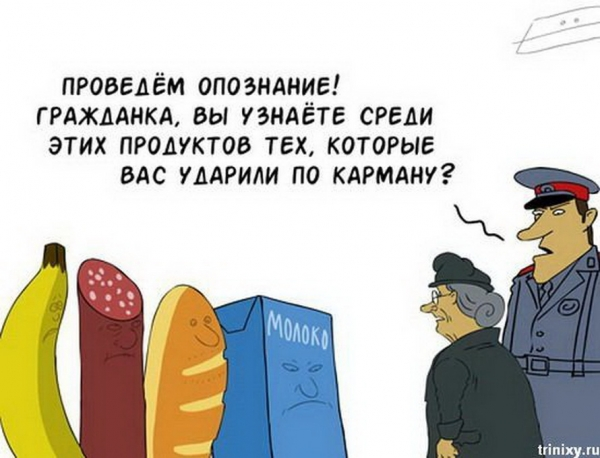 ПРОВЕДЁМ ОПОЗНАНИЕ!
ГРАЖДАНКА, ВЫ УЗНАЁТЕ СРЕДИ
ЭТИХ ПРОДУКТОВ ТЕХ, КОТОРЫЕ
ВАС УДАРИЛИ ПО КАРМАНУ?
МОЛОКО
trinixy.ru